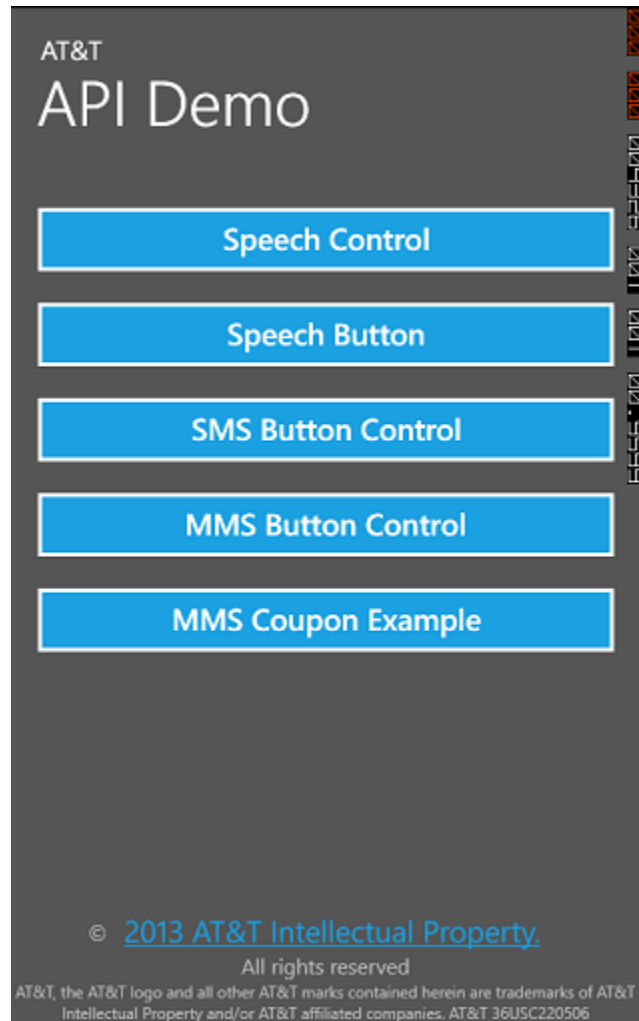 AT&T
API Demo
Speech Control
Speech Button
SMS Button Control
MMS Button Control
MMS Coupon Example
© 2013 AT&T Intellectual Property.
All rights reserved
AT&T, the AT&T logo and all other AT&T marks contained herein are trademarks of AT&T
Intellectual Property and/or AT&T affiliated companies. AT&T 36USC220506